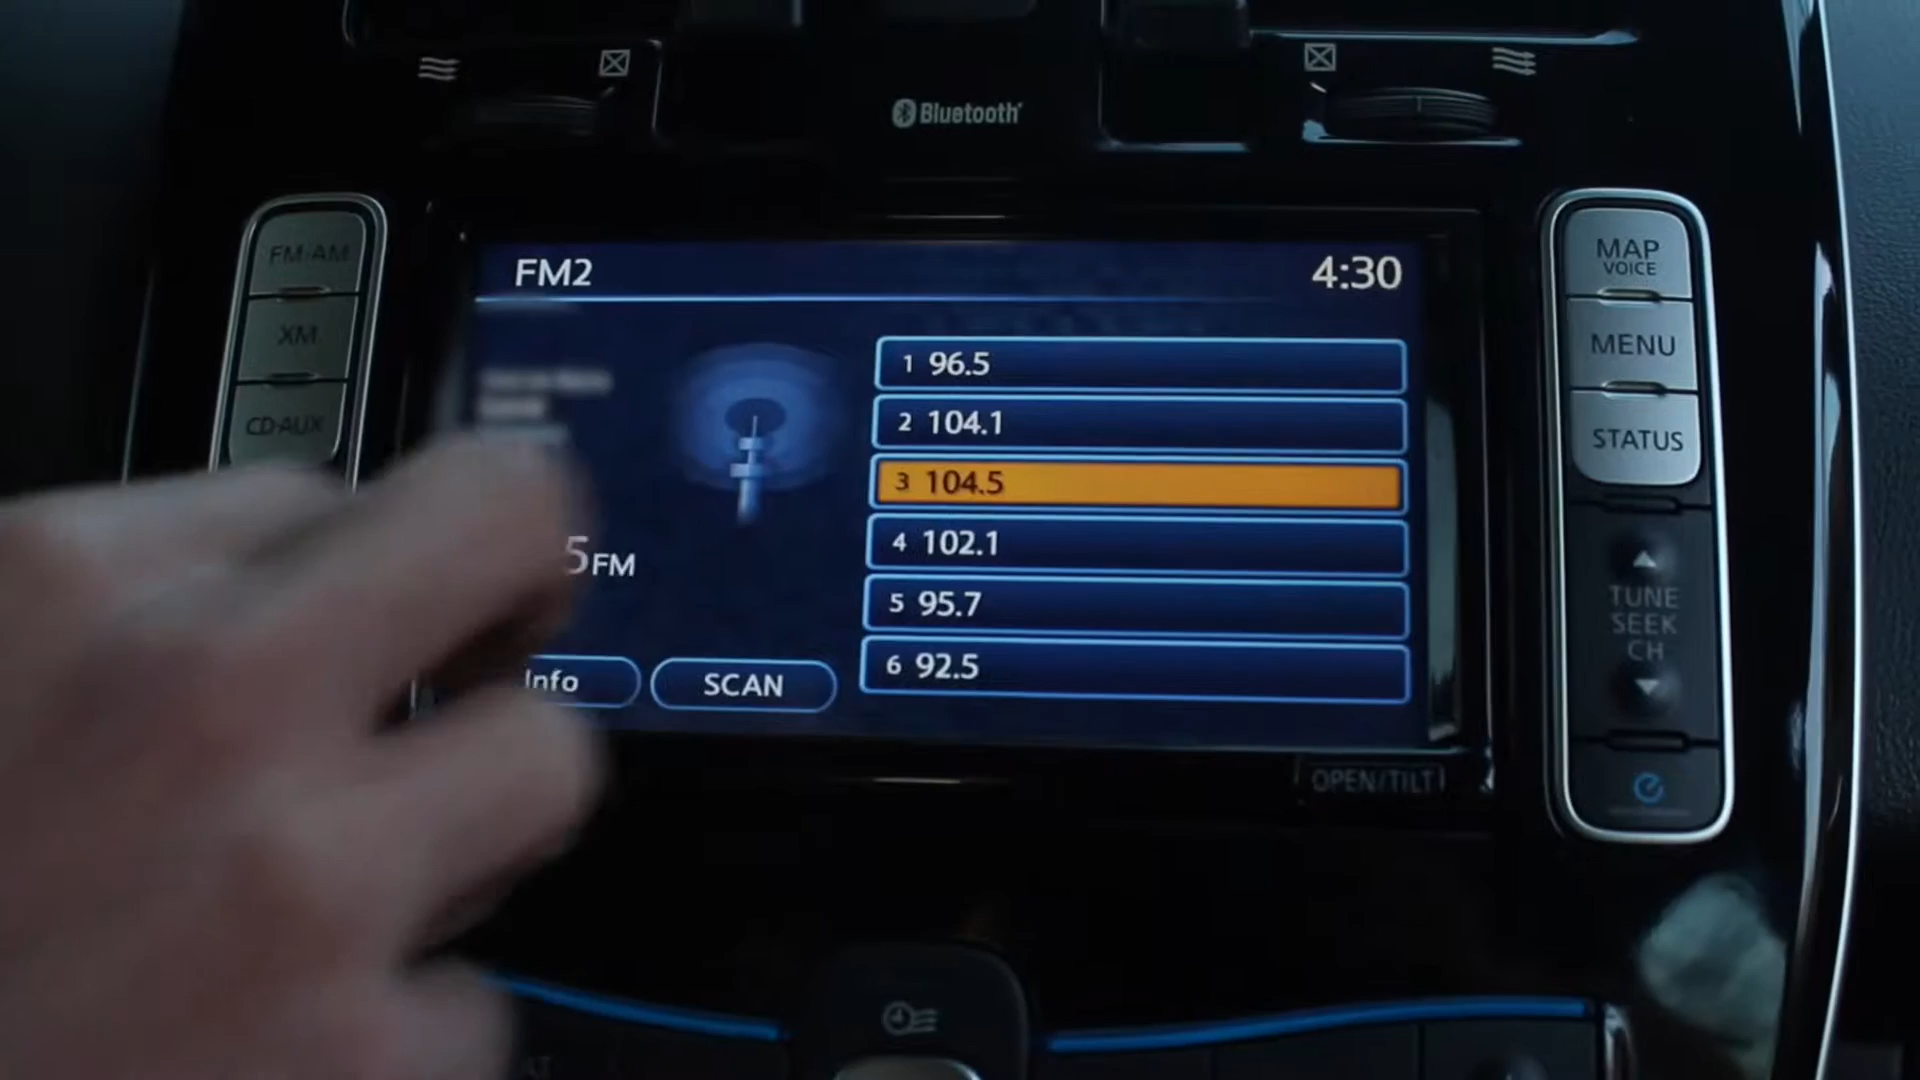 Bluetooth
FM·AM
XM
CD·AUX
FM2
4:30
1 96.5
2 104.1
3 104.5
4 102.1
5 95.7
6 92.5
5 FM
Info
SCAN
MAP
VOICE
MENU
STATUS
TUNE
SEEK
CH
OPEN/TILT